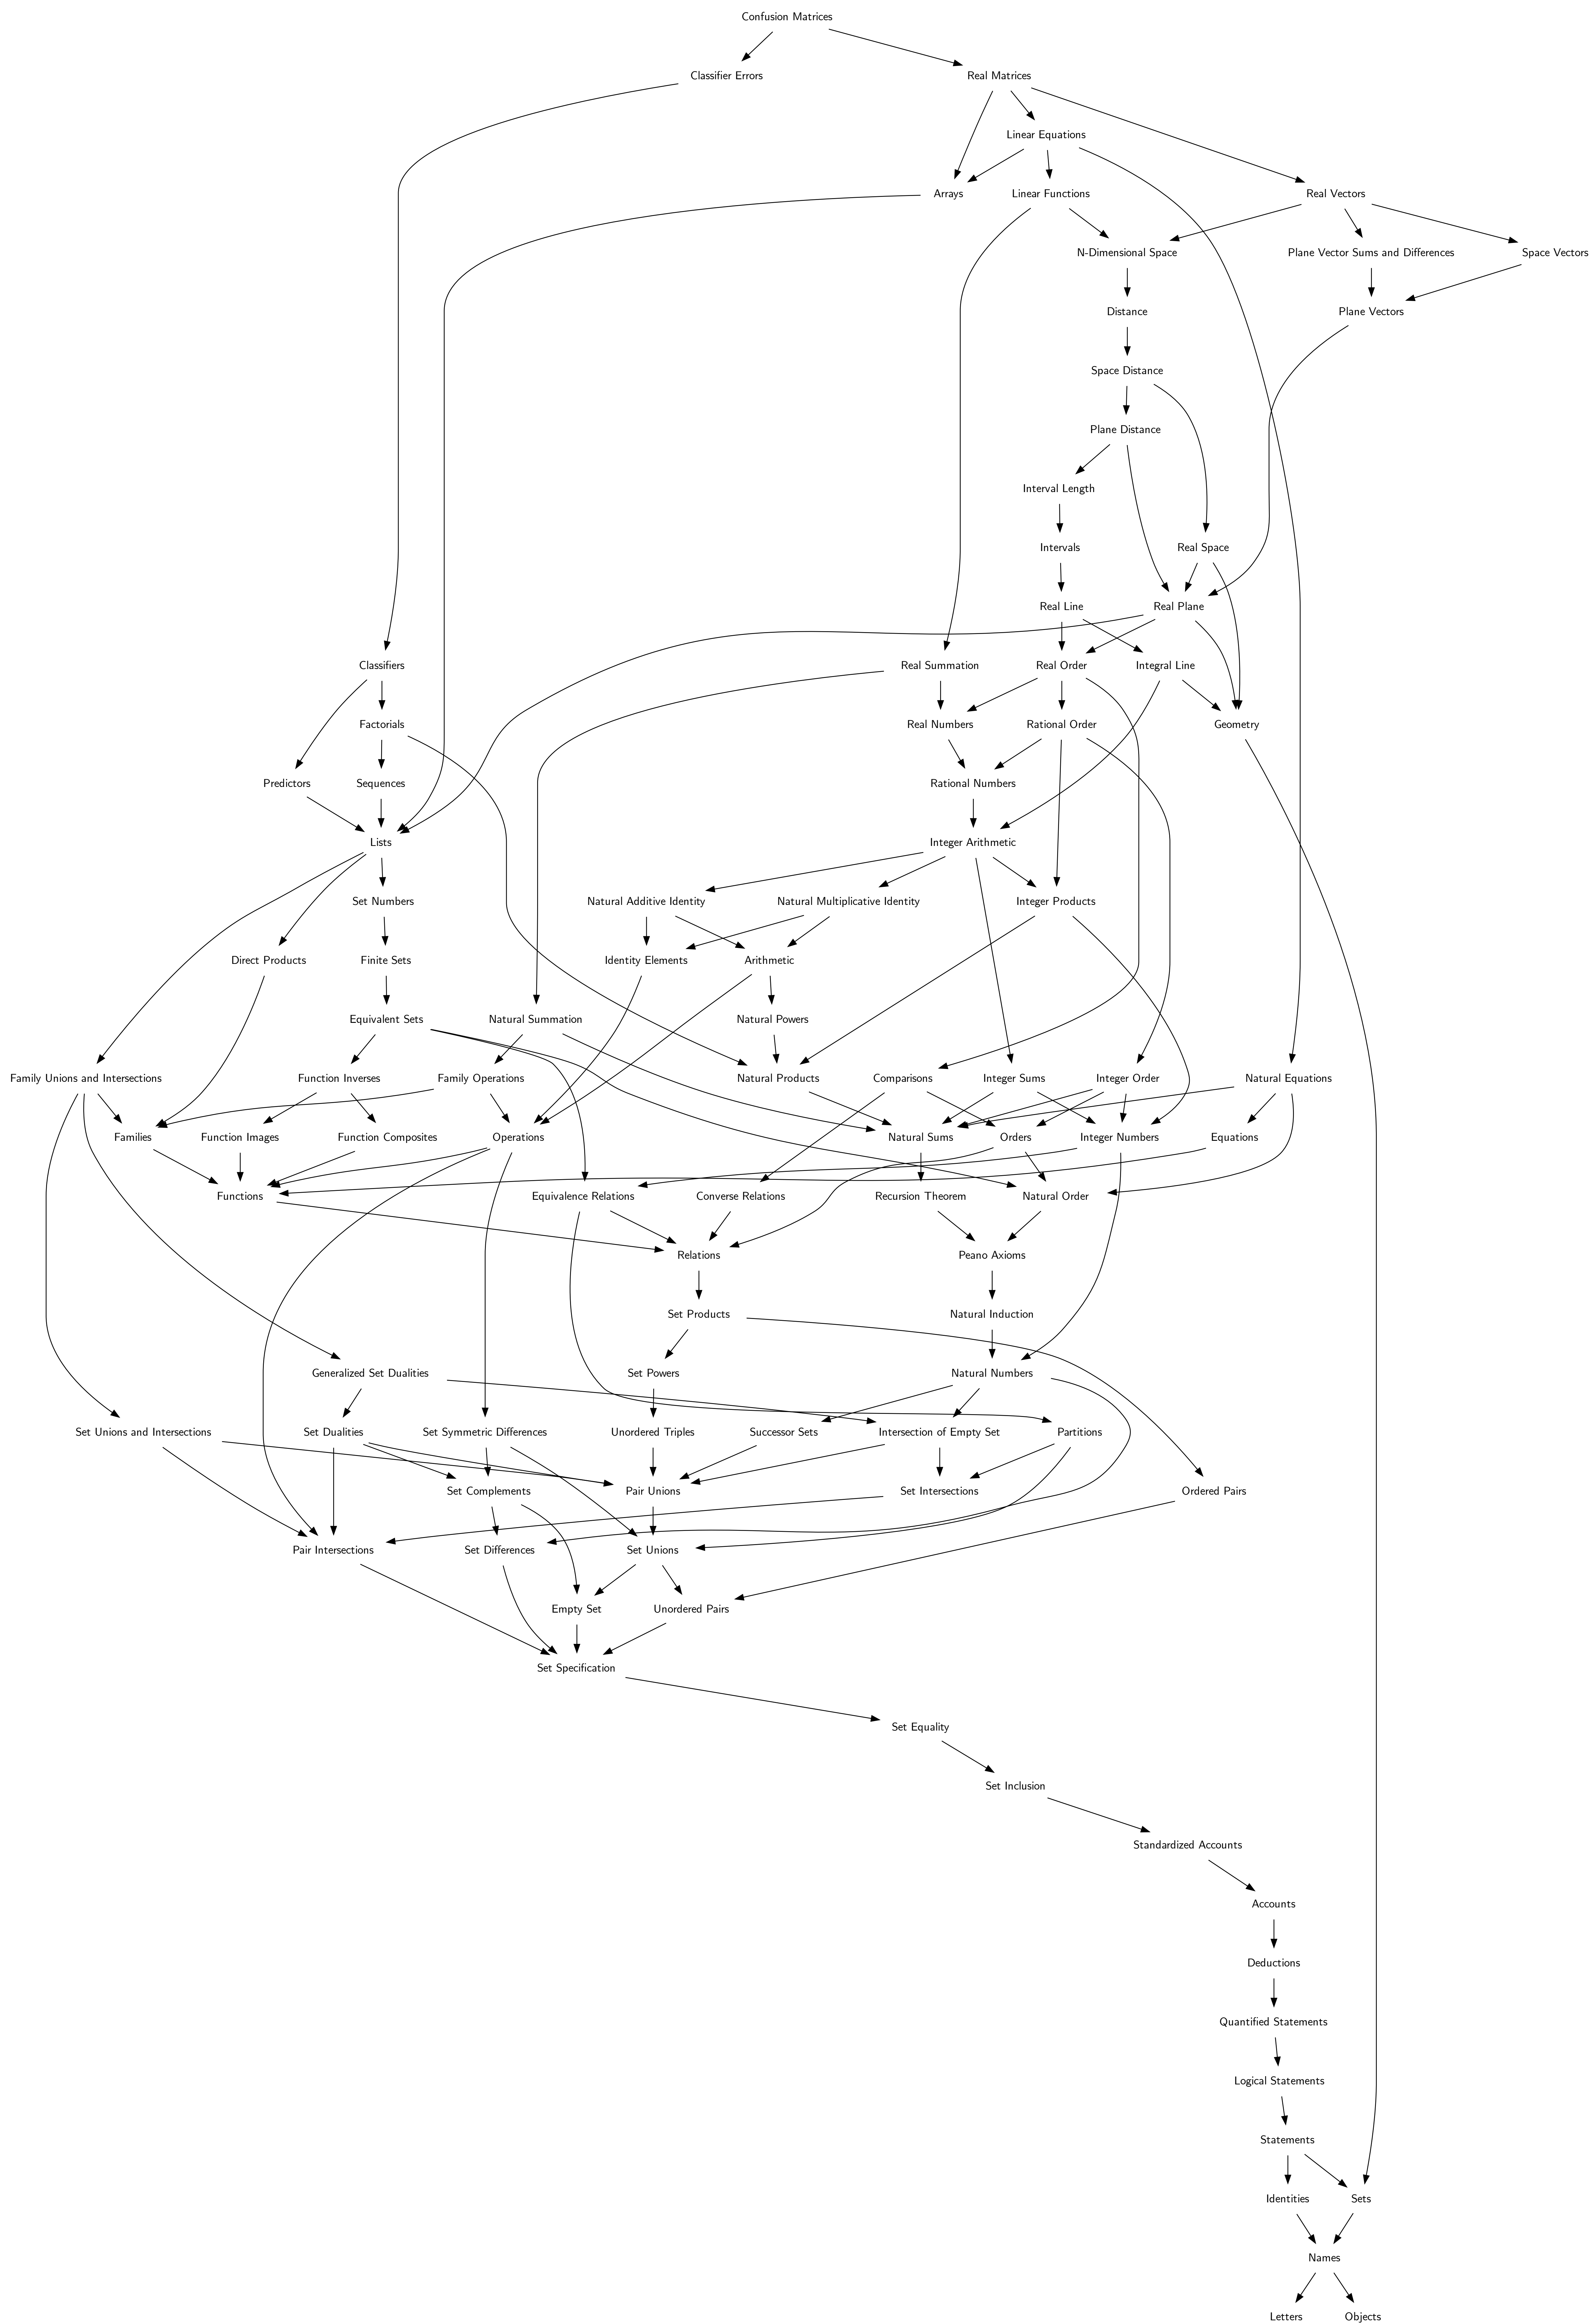 Confusion Matrices
Classifier Errors
Real Matrices
Linear Equations
Arrays
Linear Functions
Real Vectors
N-Dimensional Space
Plane Vector Sums and Differences
Space Vectors
Distance
Plane Vectors
Space Distance
Plane Distance
Interval Length
Intervals
Real Space
Real Line
Real Plane
Classifiers
Real Summation
Real Order
Integral Line
Factorials
Real Numbers
Rational Order
Geometry
Predictors
Sequences
Rational Numbers
Lists
Integer Arithmetic
Set Numbers
Natural Additive Identity
Natural Multiplicative Identity
Integer Products
Direct Products
Finite Sets
Identity Elements
Arithmetic
Equivalent Sets
Natural Summation
Natural Powers
Family Unions and Intersections
Function Inverses
Family Operations
Natural Products
Comparisons
Integer Sums
Integer Order
Natural Equations
Families
Function Images
Function Composites
Operations
Natural Sums
Orders
Integer Numbers
Equations
Functions
Equivalence Relations
Converse Relations
Recursion Theorem
Natural Order
Relations
Peano Axioms
Set Products
Natural Induction
Generalized Set Dualities
Set Powers
Natural Numbers
Set Unions and Intersections
Set Dualities
Set Symmetric Differences
Unordered Triples
Successor Sets
Intersection of Empty Set
Partitions
Set Complements
Pair Unions
Set Intersections
Ordered Pairs
Pair Intersections
Set Differences
Set Unions
Empty Set
Unordered Pairs
Set Specification
Set Equality
Set Inclusion
Standardized Accounts
Accounts
Deductions
Quantified Statements
Logical Statements
Statements
Identities
Sets
Names
Letters
Objects